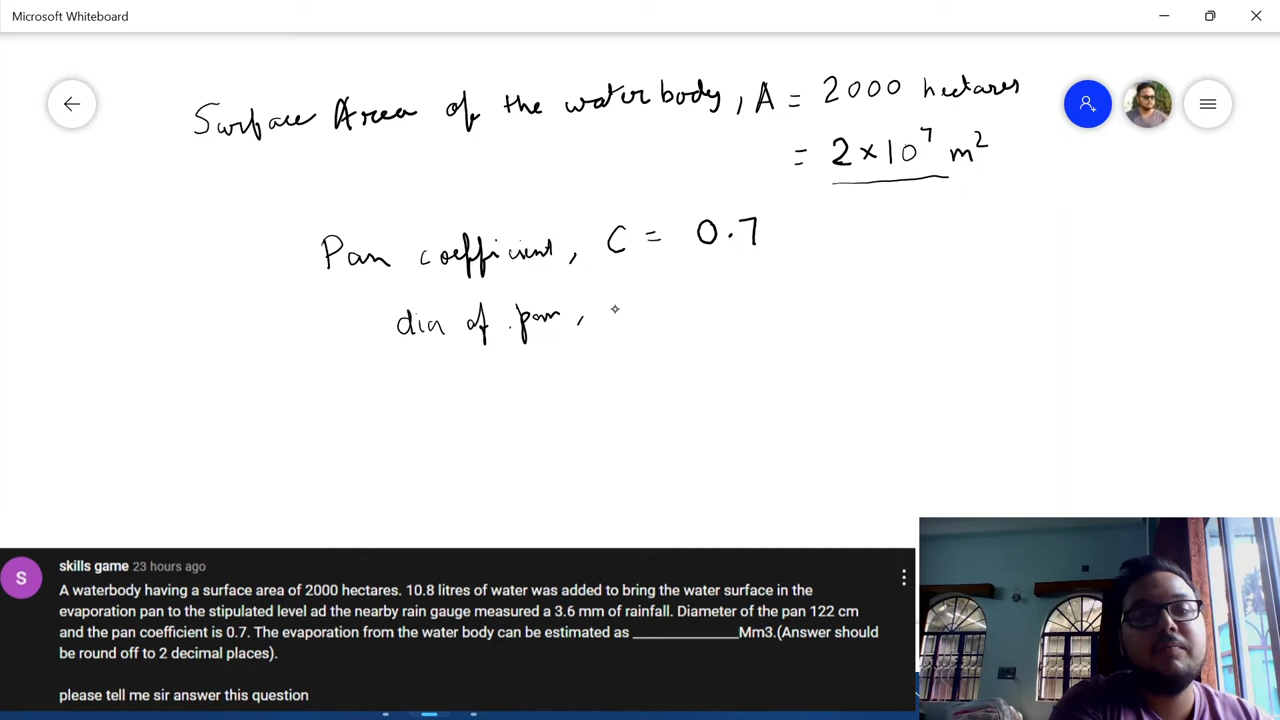 Microsoft Whiteboard
Surface Area of the water body, A = 2000 hectares
= 2×10⁷ m²
Pan coefficient, C = 0.7
dia of pan,
skills game 23 hours ago
S
A waterbody having a surface area of 2000 hectares. 10.8 litres of water was added to bring the water surface in the
evaporation pan to the stipulated level ad the nearby rain gauge measured a 3.6 mm of rainfall. Diameter of the pan 122 cm
and the pan coefficient is 0.7. The evaporation from the water body can be estimated as ______________Mm3.(Answer should
be round off to 2 decimal places).
please tell me sir answer this question